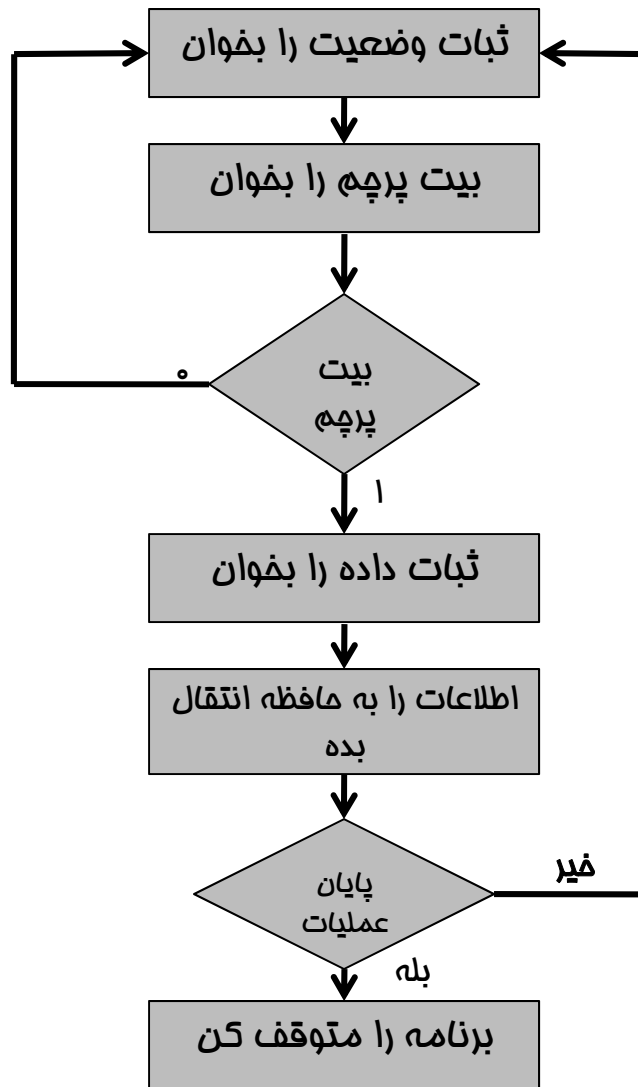 ثبات وضعیت را بخوان
بیت پرچم را بخوان
بیت
پرچم
۰
۱
ثبات داده را بخوان
اطلاعات را به حافظه انتقال
بده
پایان
عملیات
خیر
بله
برنامه را متوقف کن